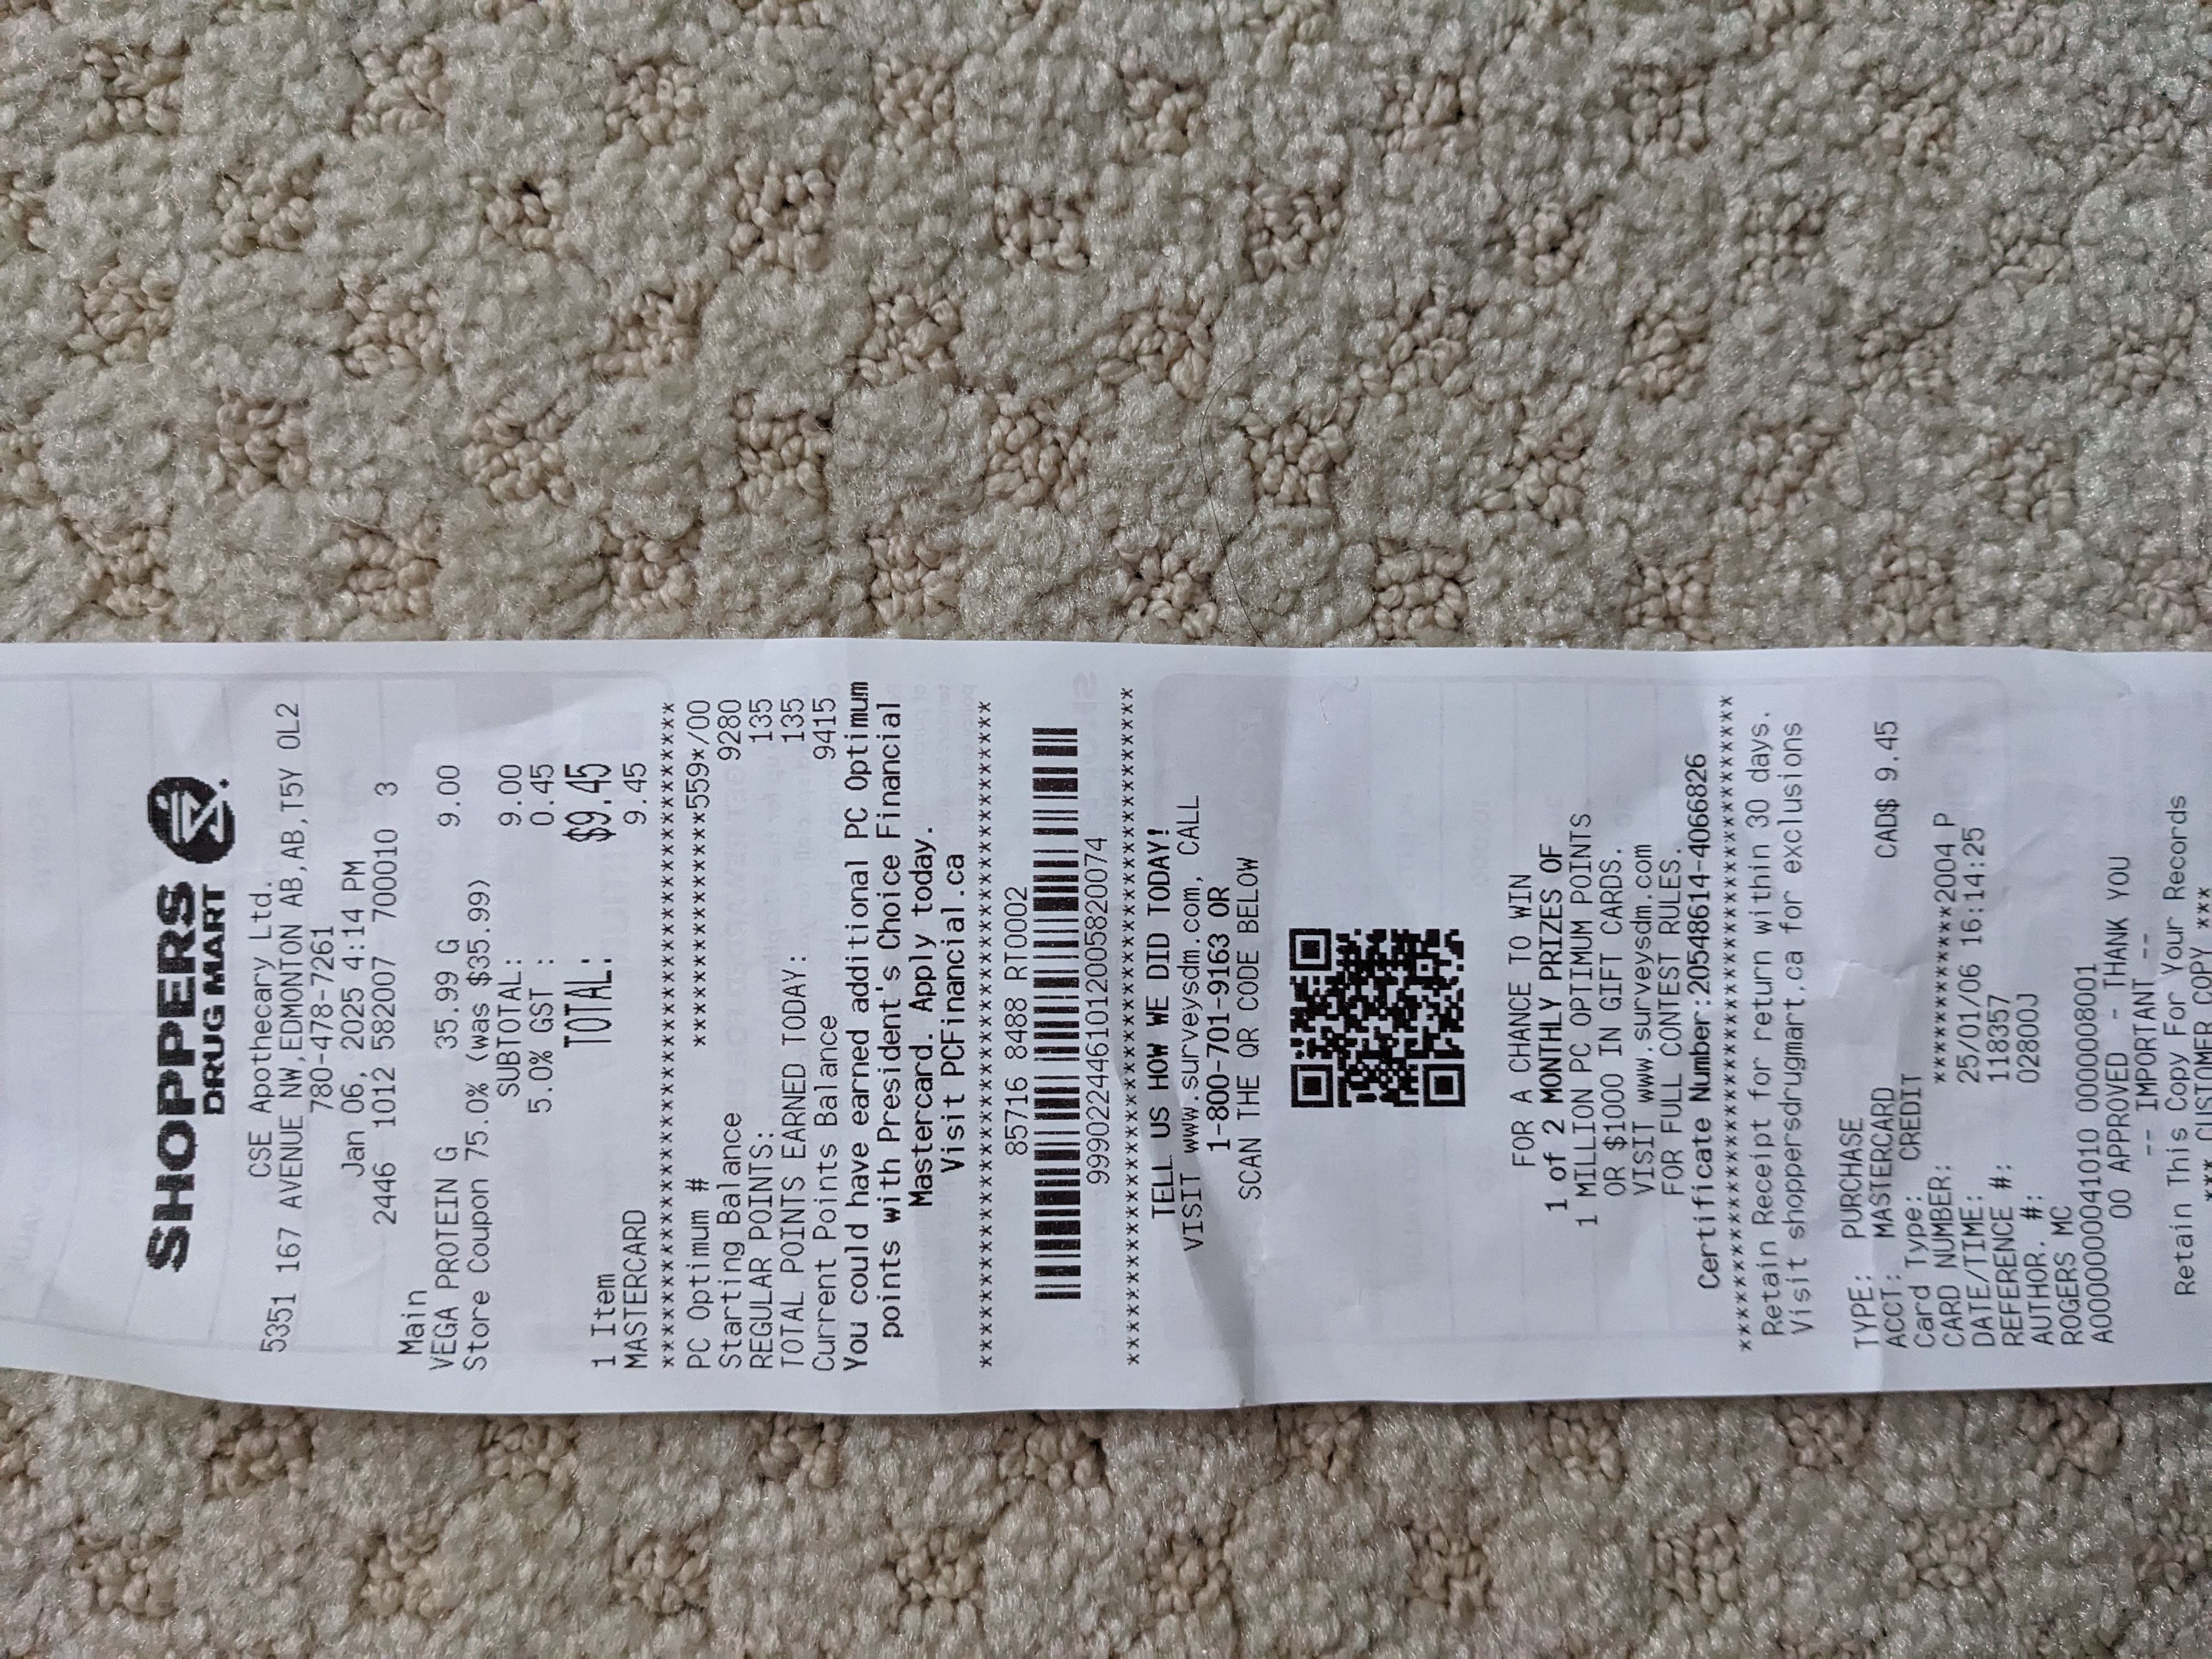 SHOPPERS
DRUG MART
CSE Apothecary Ltd.
5351 167 AVENUE NW,EDMONTON AB,AB,T5Y 0L2
780-478-7261
Jan 06, 2025 4:14 PM
2446 1012 582007 700010 3
Main
VEGA PROTEIN G 35.99 G 9.00
Store Coupon 75.0% (was $35.99)
SUBTOTAL: 9.00
5.0% GST : 0.45
TOTAL: $9.45
1 Item
MASTERCARD 9.45
******************************************
PC Optimum # ************559*/00
Starting Balance 9280
REGULAR POINTS: 135
TOTAL POINTS EARNED TODAY: 135
Current Points Balance 9415
You could have earned additional PC Optimum
points with President's Choice Financial
Mastercard. Apply today.
Visit PCFinancial.ca
******************************************
85716 8488 RT0002
9990224461012005820074
******************************************
TELL US HOW WE DID TODAY!
VISIT www.surveysdm.com, CALL
1-800-701-9163 OR
SCAN THE QR CODE BELOW
FOR A CHANCE TO WIN
1 of 2 MONTHLY PRIZES OF
1 MILLION PC OPTIMUM POINTS
OR $1000 IN GIFT CARDS.
VISIT www.surveysdm.com
FOR FULL CONTEST RULES.
Certificate Number:20548614-4066826
******************************************
Retain Receipt for return within 30 days.
Visit shoppersdrugmart.ca for exclusions
TYPE: PURCHASE
ACCT: MASTERCARD CAD$ 9.45
Card Type: CREDIT
CARD NUMBER: ************2004 P
DATE/TIME: 25/01/06 16:14:25
REFERENCE #: 118357
AUTHOR. #: 02800J
ROGERS MC
A0000000041010 0000008001
00 APPROVED - THANK YOU
-- IMPORTANT --
Retain This Copy For Your Records
*** CUSTOMER COPY ***